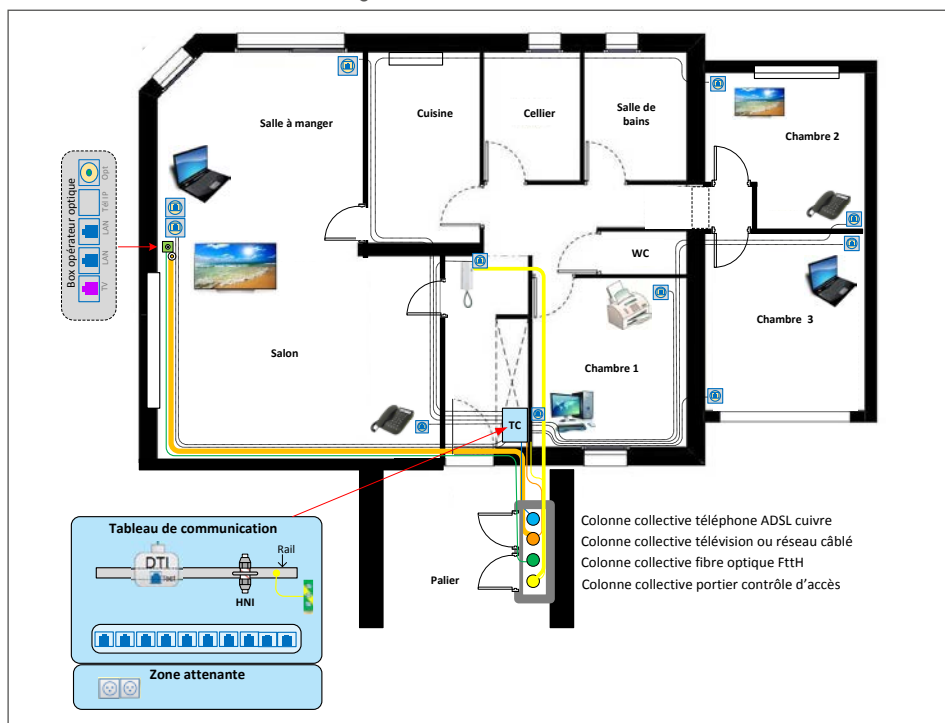 Salle à manger
Cuisine
Cellier
Salle de
bains
Chambre 2
Box opérateur optique
Opt
Tél IP
LAN
LAN
TV
WC
Salon
Chambre 1
Chambre 3
TC
Tableau de communication
Rail
DTI
Test
HNI
Zone attenante
Palier
Colonne collective téléphone ADSL cuivre
Colonne collective télévision ou réseau câblé
Colonne collective fibre optique FttH
Colonne collective portier contrôle d’accès